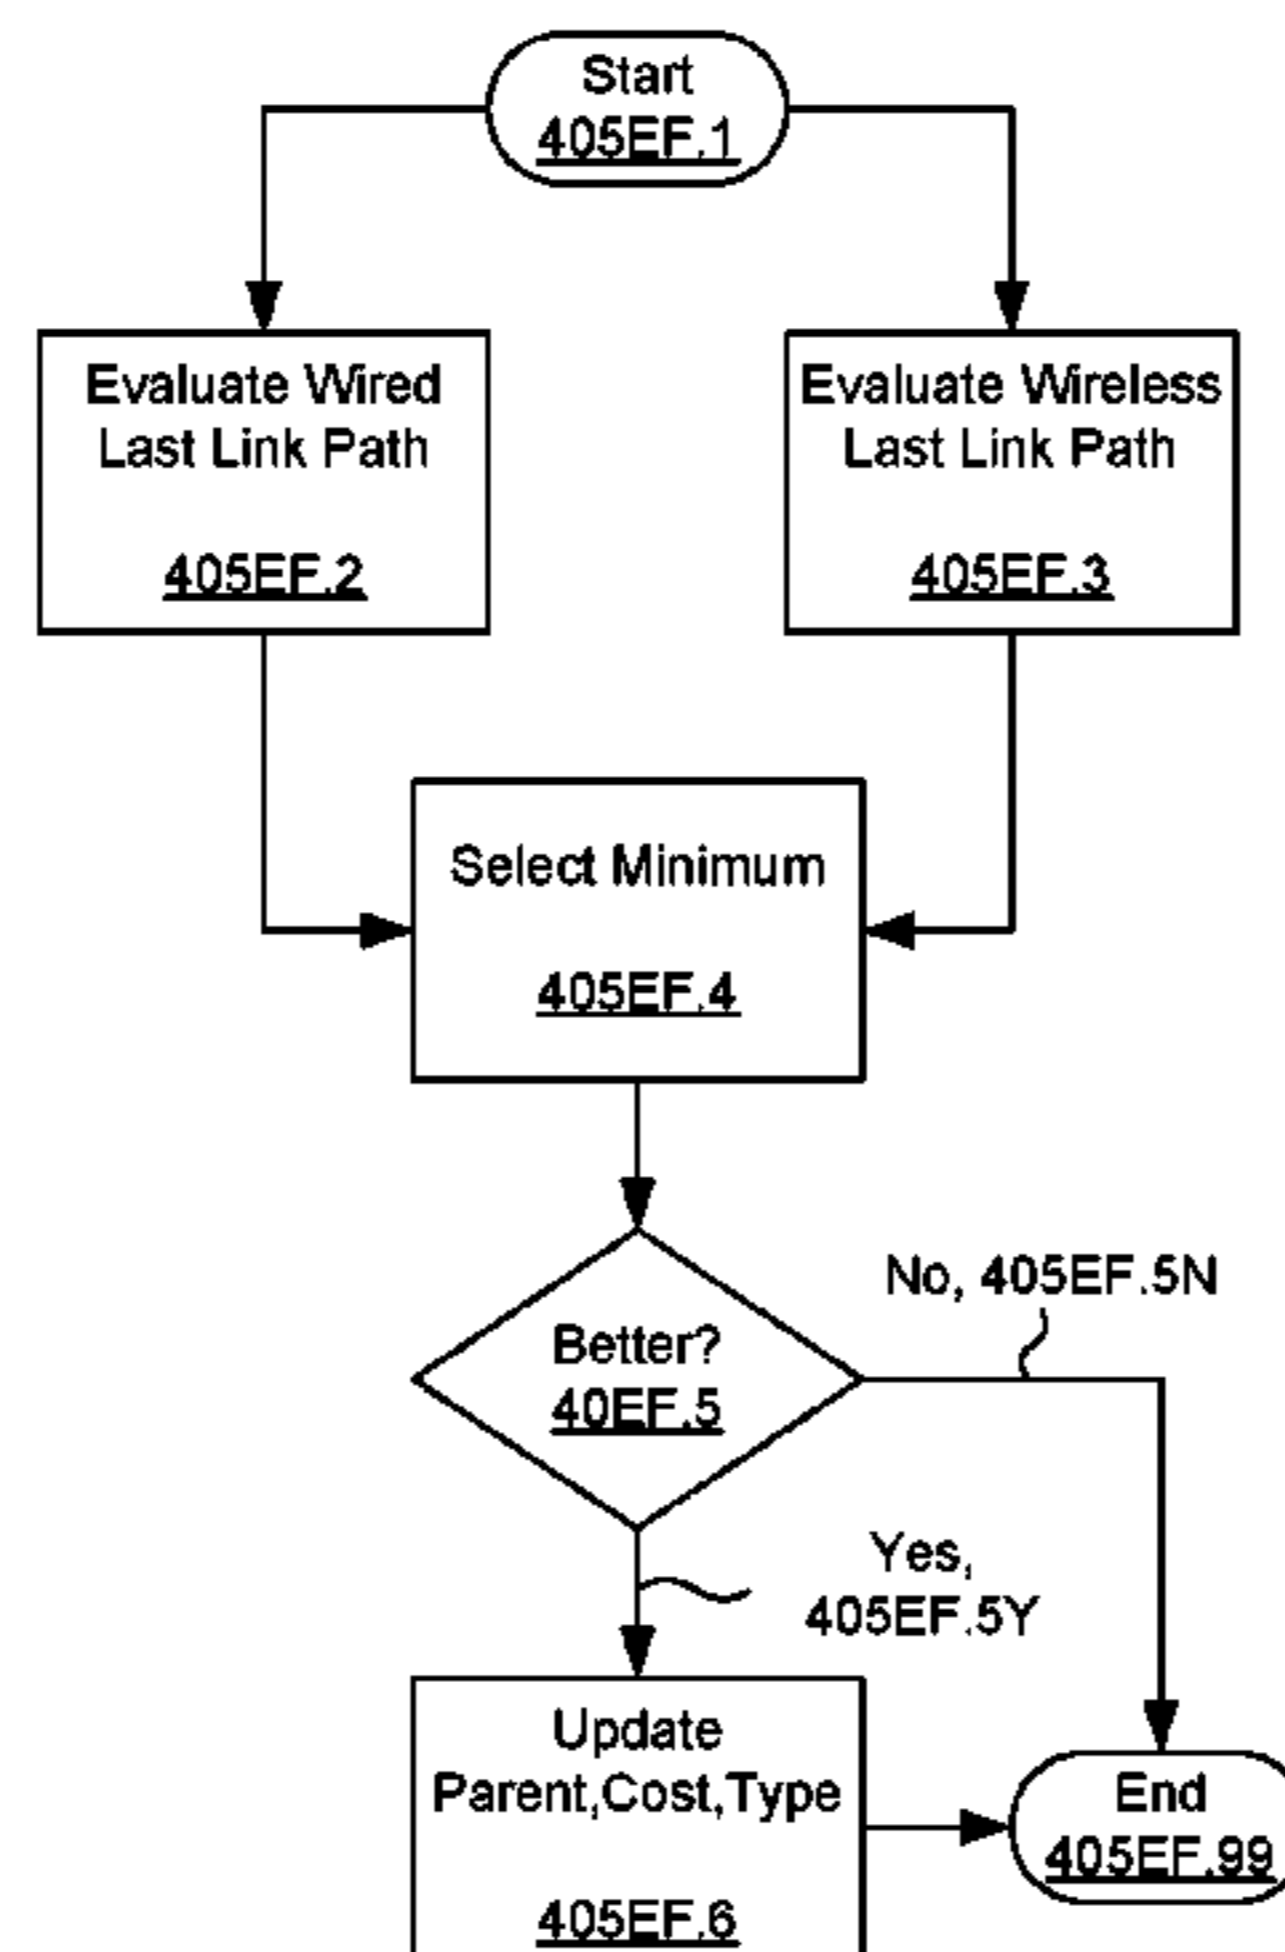 Start
405EF.1
Evaluate Wired
Last Link Path
405EF.2
Evaluate Wireless
Last Link Path
405EF.3
Select Minimum
405EF.4
Better?
40EF.5
No, 405EF.5N
Yes,
405EF.5Y
Update
Parent,Cost,Type
405EF.6
End
405EF.99